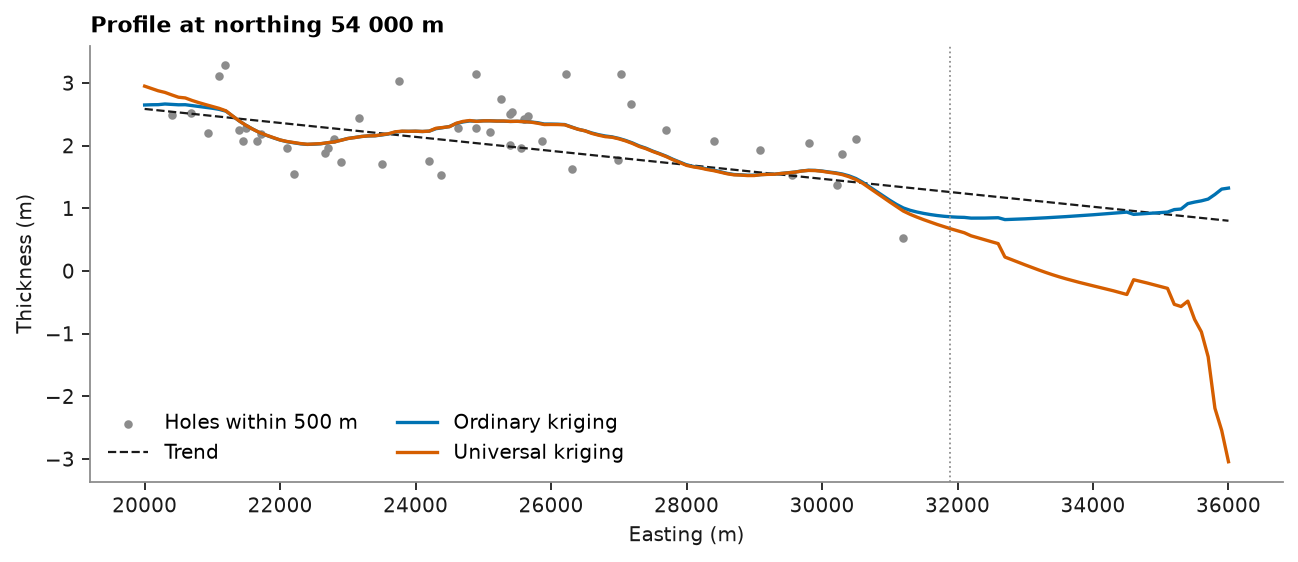 Profile at northing 54 000 m
Thickness (m)
3
2
1
0
−1
−2
−3
Holes within 500 m
Trend
Ordinary kriging
Universal kriging
20000 22000 24000 26000 28000 30000 32000 34000 36000
Easting (m)